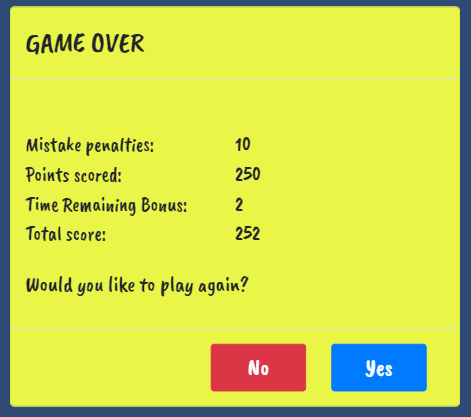 GAME OVER
Mistake penalties: 10
Points scored: 250
Time Remaining Bonus: 2
Total score: 252
Would you like to play again?
No Yes